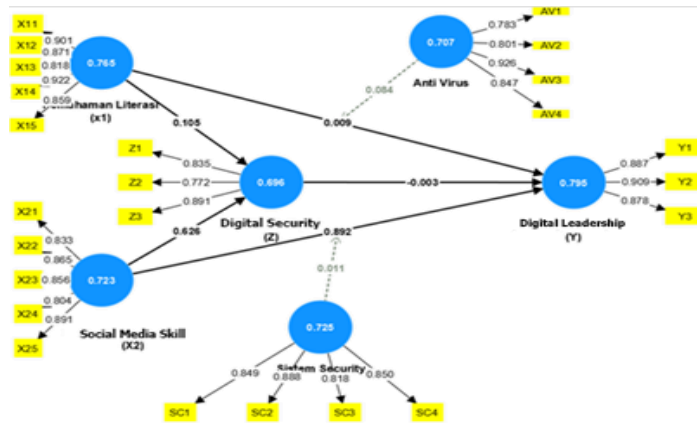 X11
X12
X13
X14
X15
0.901
0.871
0.818
0.922
0.859
0.765
Literasi
(x1)
AV1
AV2
AV3
AV4
0.783
0.801
0.926
0.847
0.707
Anti Virus
0.084
0.105
0.009
Z1
Z2
Z3
0.835
0.772
0.891
0.696
Digital Security
(Z)
-0.003
0.795
Digital Leadership
(Y)
0.887
0.909
0.878
Y1
Y2
Y3
0.626
0.892
X21
X22
X23
X24
X25
0.833
0.865
0.856
0.804
0.891
0.723
Social Media Skill
(X2)
0.011
0.725
Sistem Security
0.849
0.888
0.818
0.850
SC1
SC2
SC3
SC4